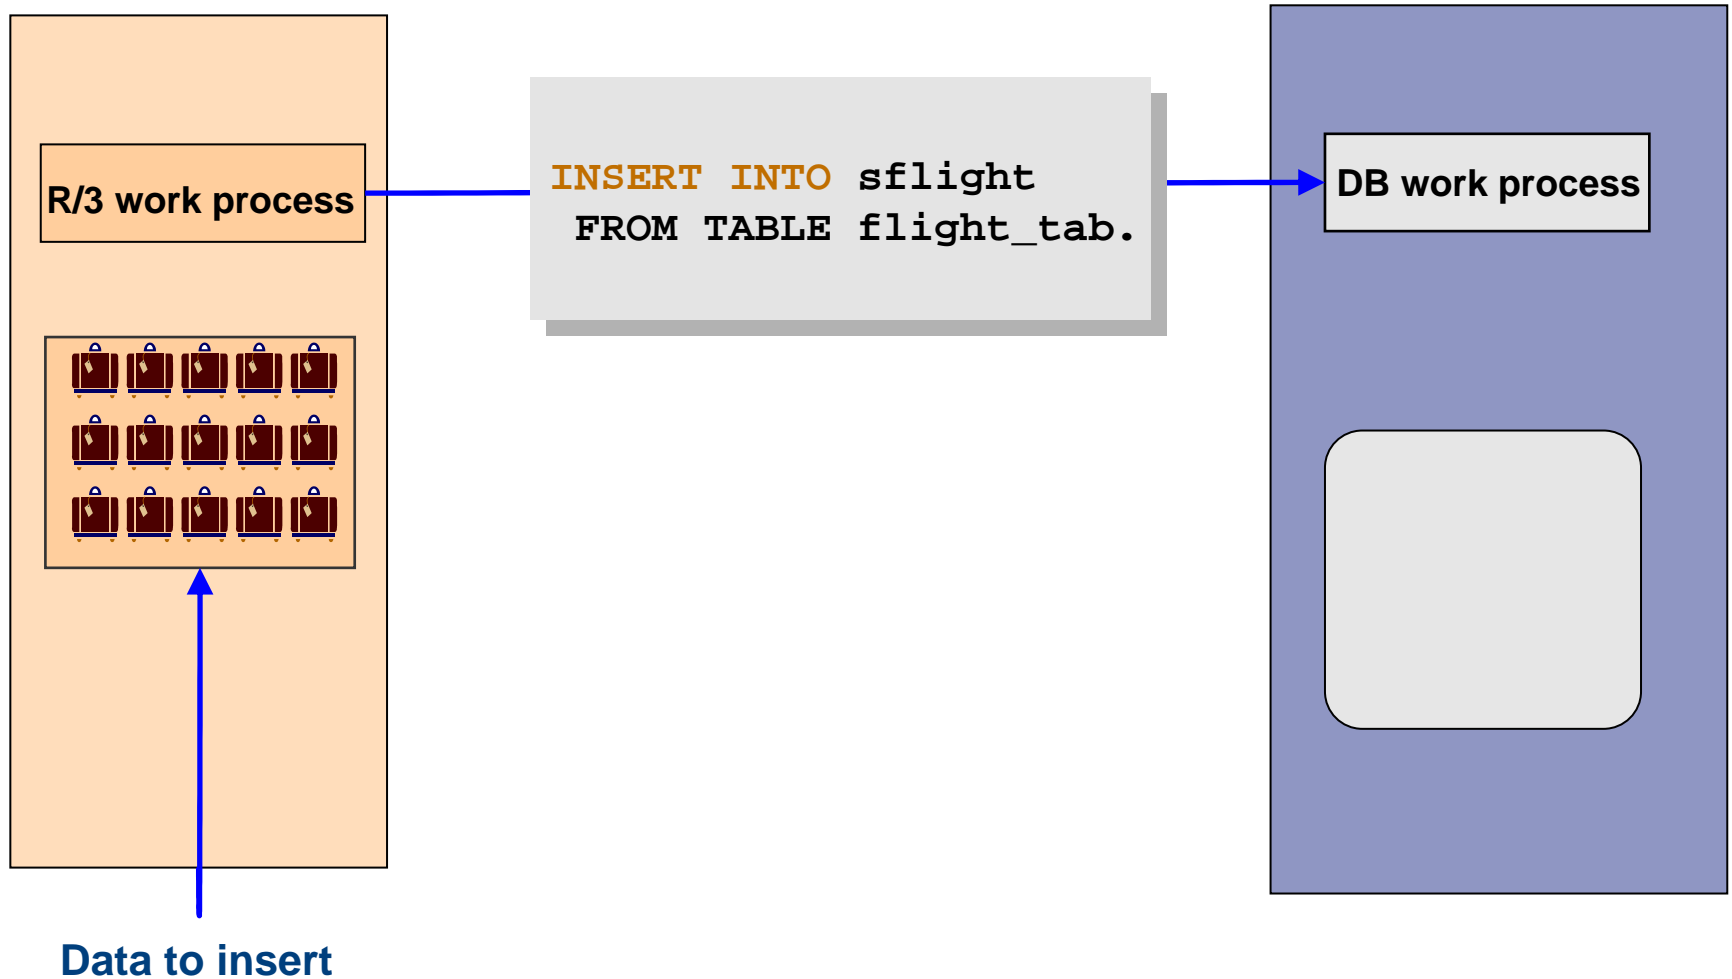 R/3 work process
INSERT INTO sflight
FROM TABLE flight_tab.
DB work process
Data to insert